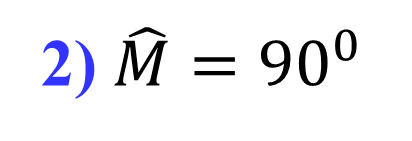 2) M̂ = 90⁰